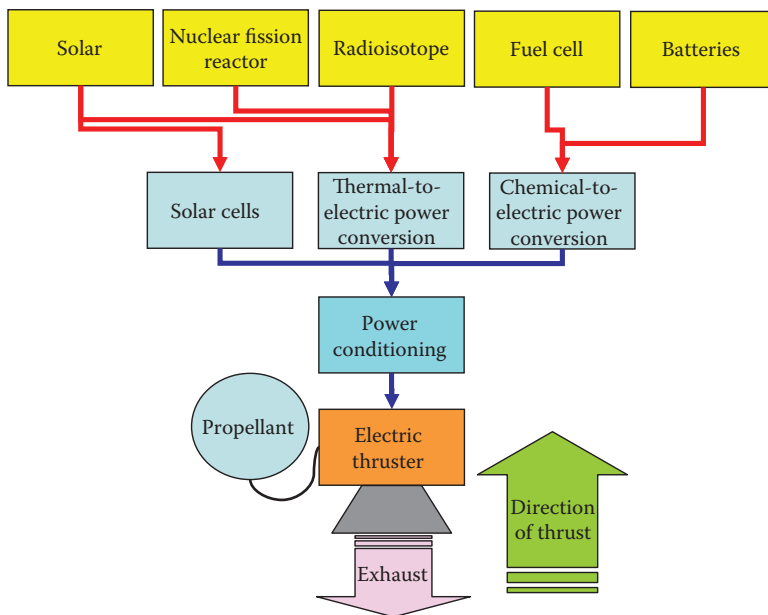 Solar
Nuclear fission
reactor
Radioisotope
Fuel cell
Batteries
Solar cells
Thermal-to-
electric power
conversion
Chemical-to-
electric power
conversion
Power
conditioning
Propellant
Electric
thruster
Direction
of thrust
Exhaust